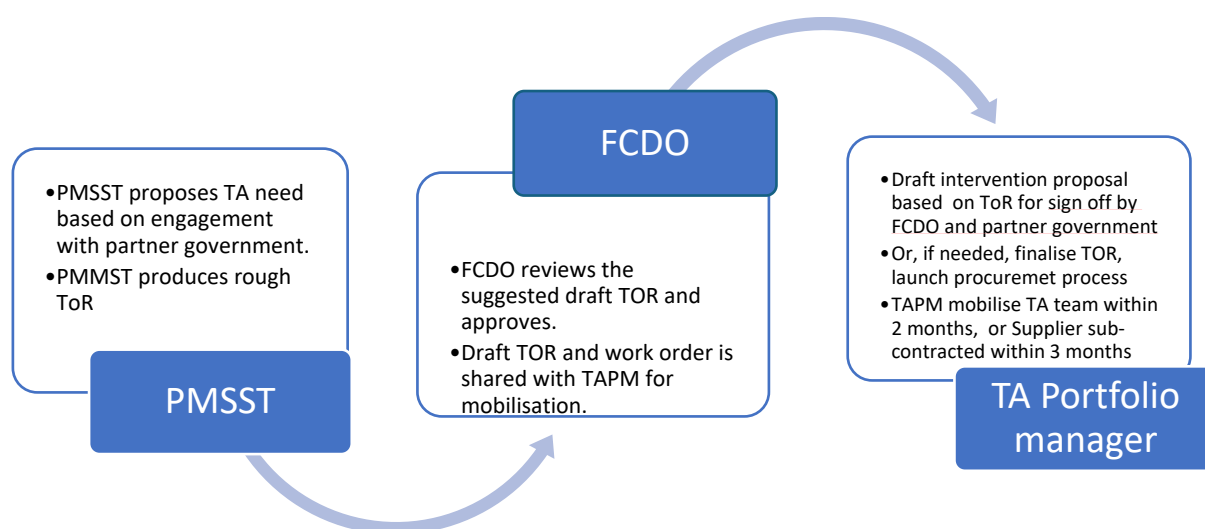 •PMSST proposes TA need
based on engagement
with partner government.
•PMMST produces rough
ToR
PMSST
FCDO
•FCDO reviews the
suggested draft TOR and
approves.
•Draft TOR and work order is
shared with TAPM for
mobilisation.
•Draft intervention proposal
based on ToR for sign off by
FCDO and partner government
•Or, if needed, finalise TOR,
launch procuremet process
•TAPM mobilise TA team within
2 months, or Supplier sub-
contracted within 3 months
TA Portfolio
manager